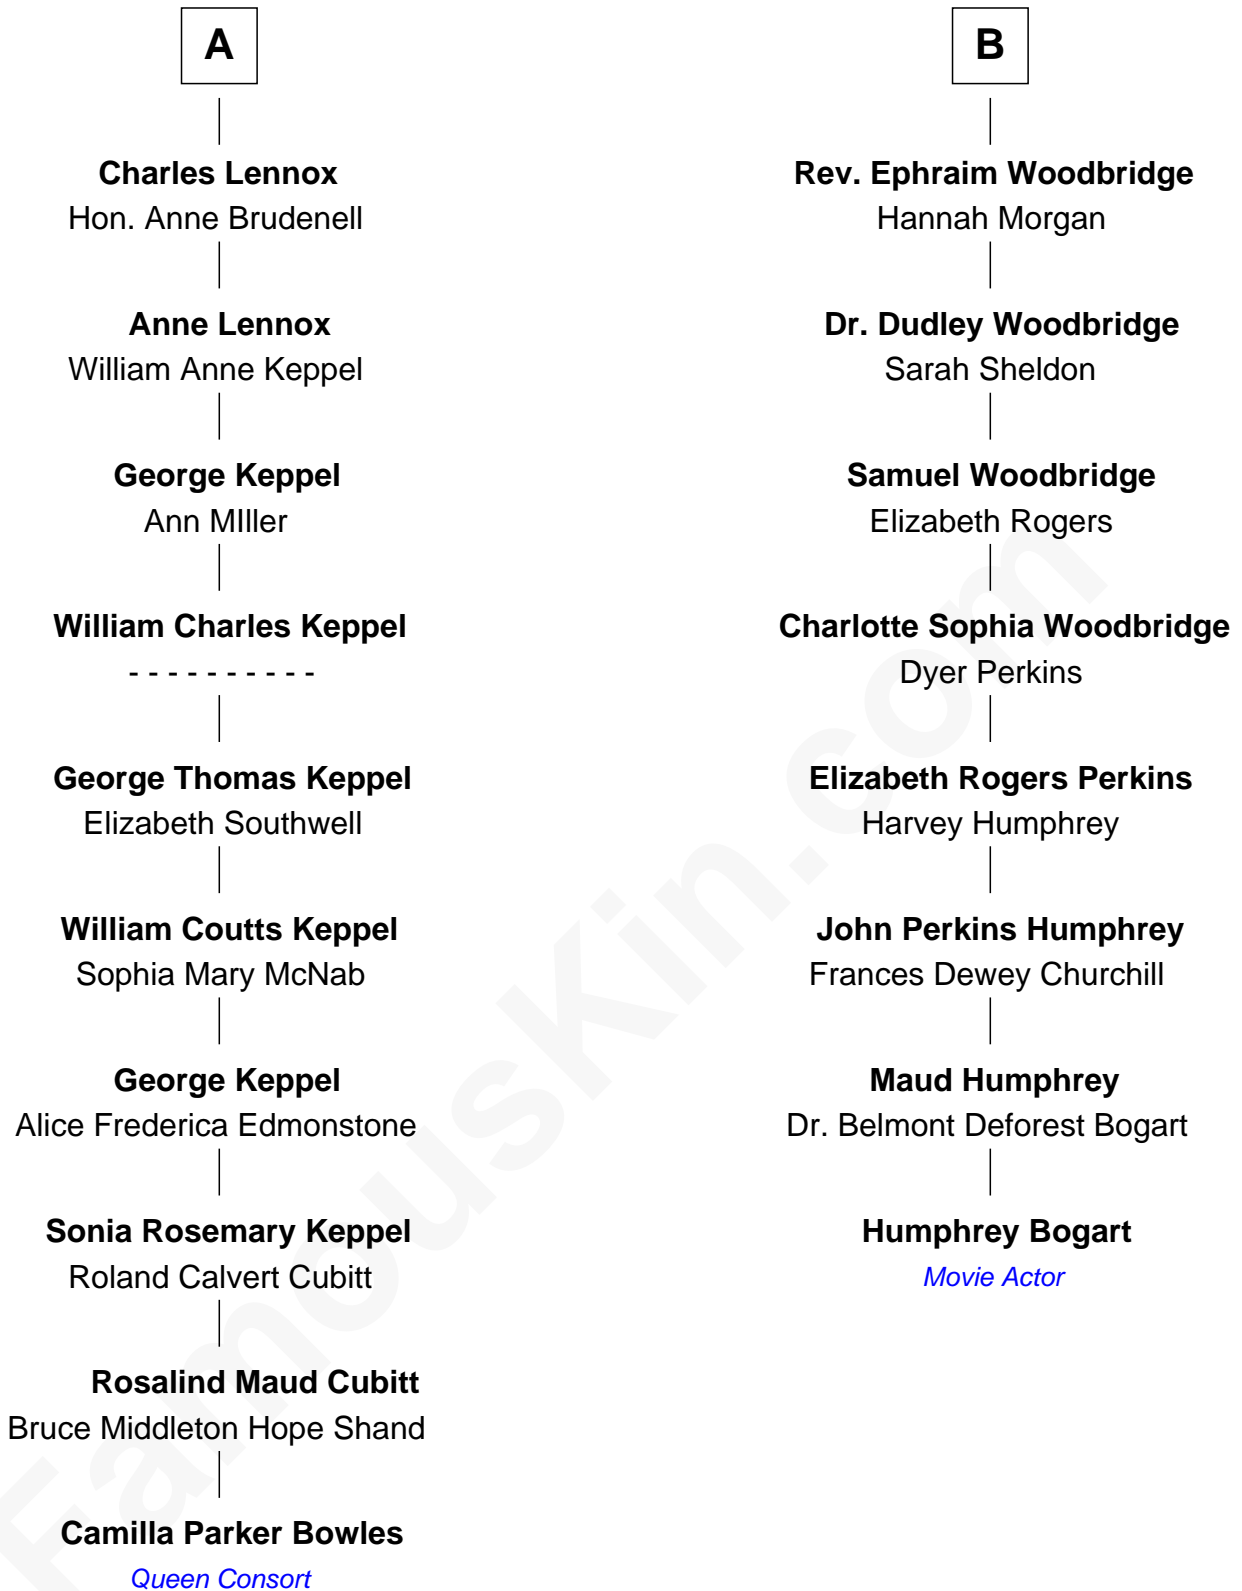 A
Charles Lennox
Hon. Anne Brudenell
Anne Lennox
William Anne Keppel
George Keppel
Ann MIller
William Charles Keppel
- - - - - - - - - -
George Thomas Keppel
Elizabeth Southwell
William Coutts Keppel
Sophia Mary McNab
George Keppel
Alice Frederica Edmonstone
Sonia Rosemary Keppel
Roland Calvert Cubitt
Rosalind Maud Cubitt
Bruce Middleton Hope Shand
Camilla Parker Bowles
Queen Consort
B
Rev. Ephraim Woodbridge
Hannah Morgan
Dr. Dudley Woodbridge
Sarah Sheldon
Samuel Woodbridge
Elizabeth Rogers
Charlotte Sophia Woodbridge
Dyer Perkins
Elizabeth Rogers Perkins
Harvey Humphrey
John Perkins Humphrey
Frances Dewey Churchill
Maud Humphrey
Dr. Belmont Deforest Bogart
Humphrey Bogart
Movie Actor
FamousKin.com